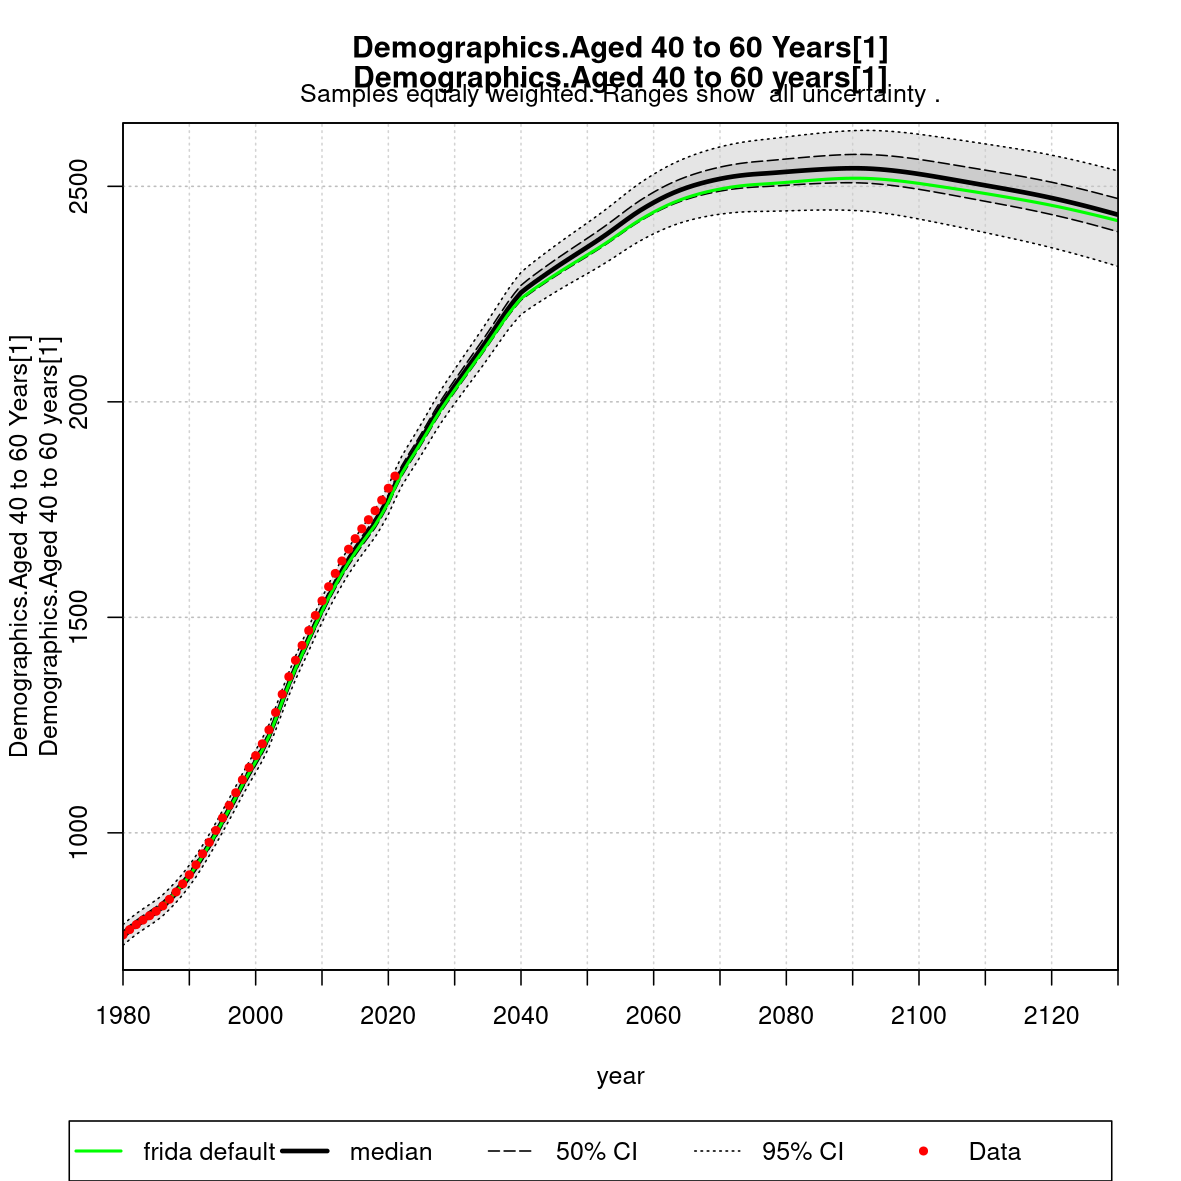 Demographics.Aged 40 to 60 Years[1]
Demographics.Aged 40 to 60 years[1]
Samples equaly weighted. Ranges show  all uncertainty .
Demographics.Aged 40 to 60 Years[1]
Demographics.Aged 40 to 60 years[1]
2500
2000
1500
1000
1980 2000 2020 2040 2060 2080 2100 2120
year
frida default median 50% CI 95% CI Data